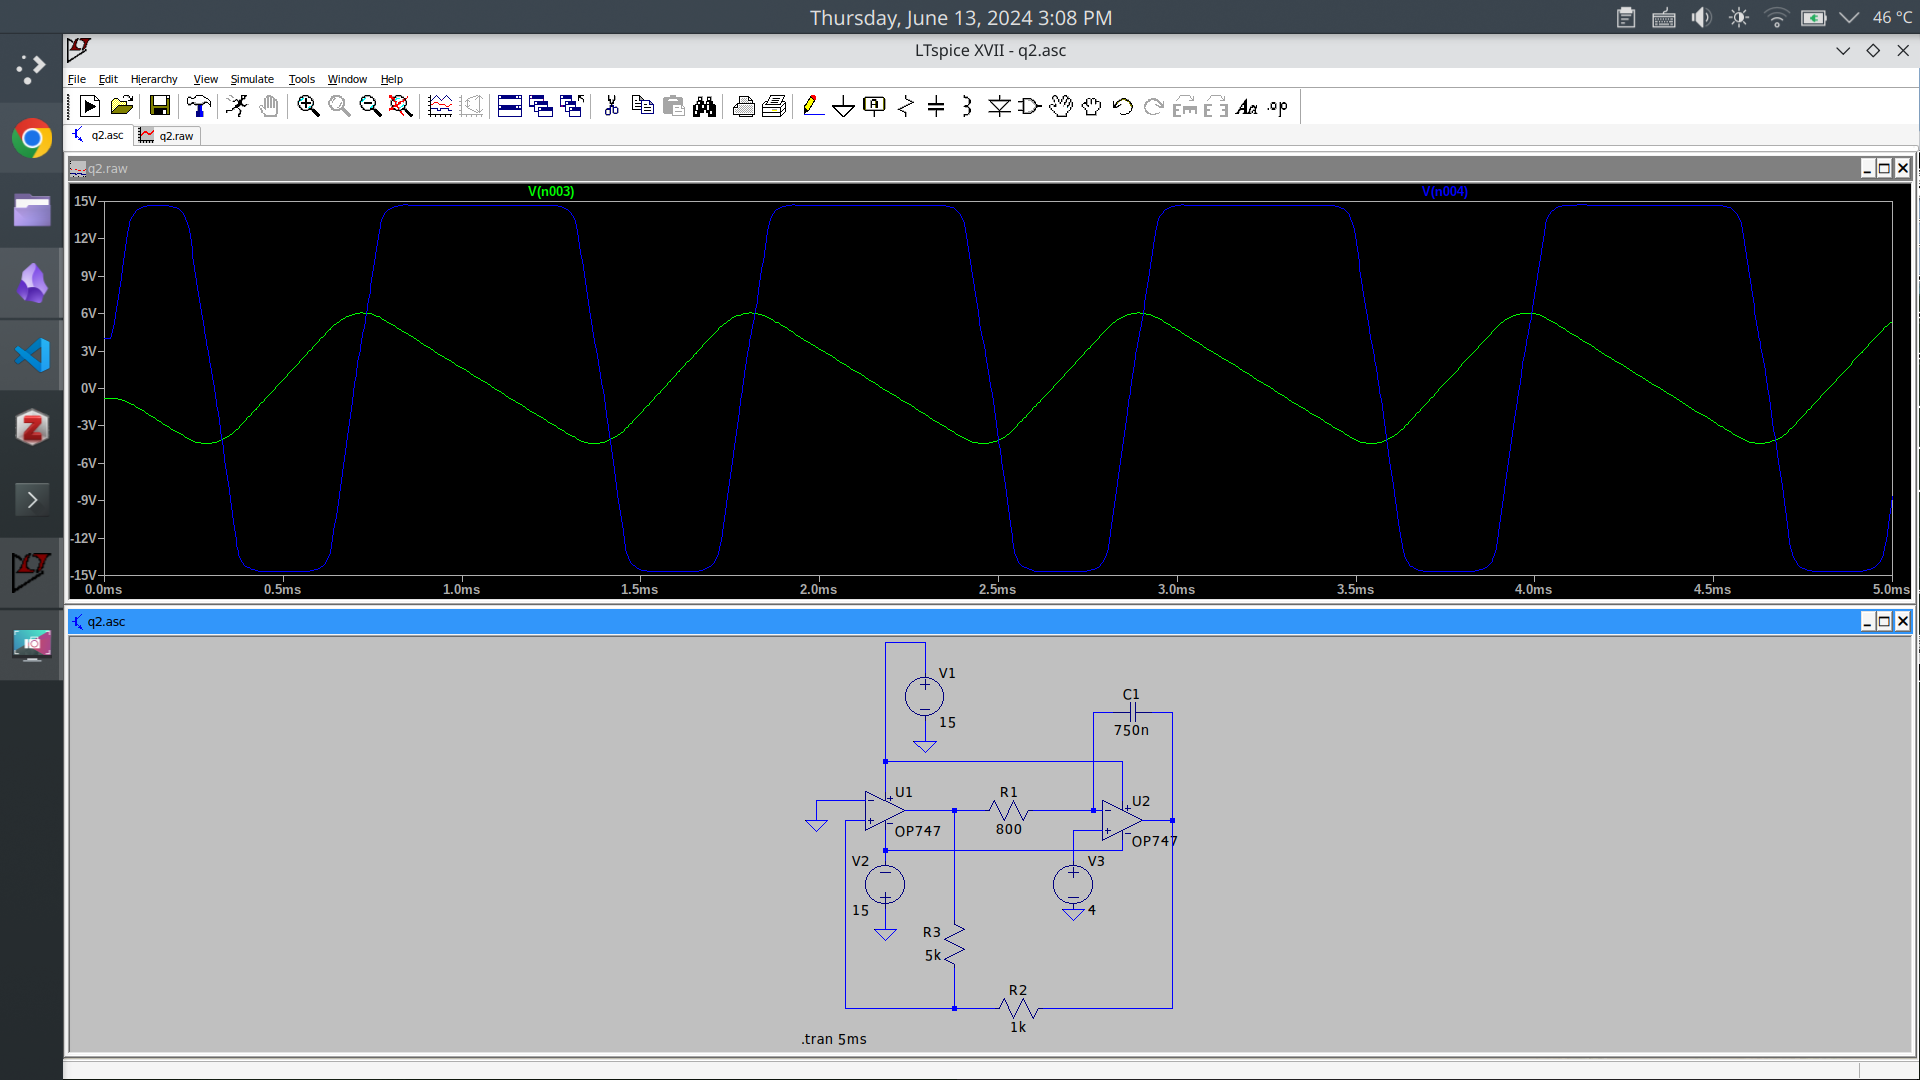 Thursday, June 13, 2024 3:08 PM
46 °C
LTspice XVII - q2.asc
File Edit Hierarchy View Simulate Tools Window Help
q2.asc q2.raw
q2.raw
V(n003) V(n004)
15V
12V
9V
6V
3V
0V
-3V
-6V
-9V
-12V
-15V
0.0ms 0.5ms 1.0ms 1.5ms 2.0ms 2.5ms 3.0ms 3.5ms 4.0ms 4.5ms 5.0ms
q2.asc
V1
15
C1
750n
U1
OP747
R1
800
U2
OP747
V2
15
V3
4
R3
5k
R2
1k
.tran 5ms